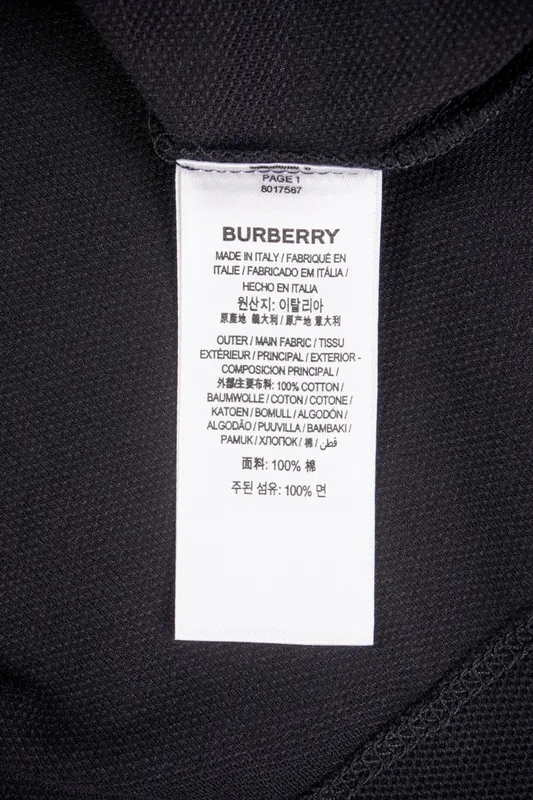 PAGE 1
8017567
BURBERRY
MADE IN ITALY / FABRIQUÉ EN
ITALIE / FABRICADO EM ITÁLIA /
HECHO EN ITALIA
원산지: 이탈리아
原產地 義大利 / 原产地 意大利
OUTER / MAIN FABRIC / TISSU
EXTÉRIEUR / PRINCIPAL / EXTERIOR -
COMPOSICION PRINCIPAL /
外部/主要布料: 100% COTTON /
BAUMWOLLE / COTON / COTONE /
KATOEN / BOMULL / ALGODÓN /
ALGODÃO / PUUVILLA / BAMBAKI /
PAMUK / ХЛОПОК / 棉 / قطن
面料: 100% 棉
주된 섬유: 100% 면